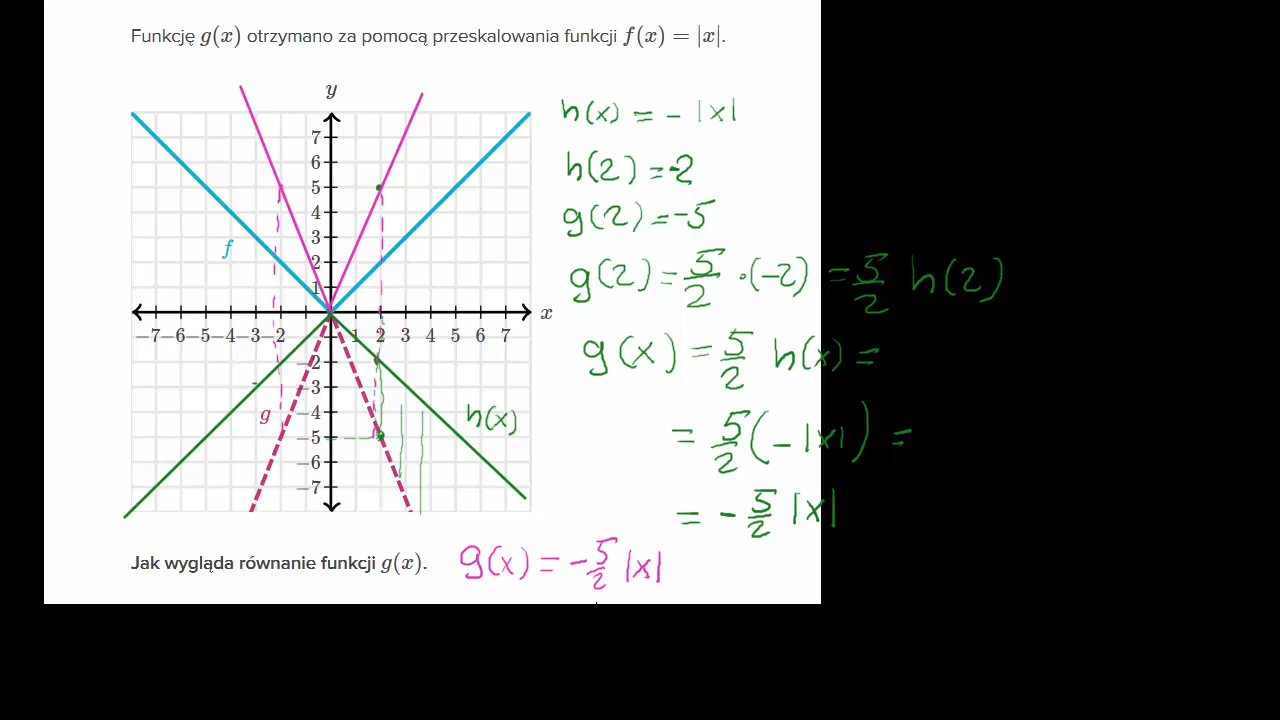 Funkcję g(x) otrzymano za pomocą przeskalowania funkcji f(x) = |x|.
y
7
6
5
4
3
2
1
f
x
−7 −6 −5 −4 −3 −2 1 2 3 4 5 6 7
−2
−3
−4
−5
−6
−7
g
h(x)
h(x) = - |x|
h(2) = -2
g(2) = -5
g(2) = 5/2 · (-2) = 5/2 h(2)
g(x) = 5/2 h(x) =
= 5/2 (- |x|) =
= - 5/2 |x|
Jak wygląda równanie funkcji g(x). g(x) = - 5/2 |x|